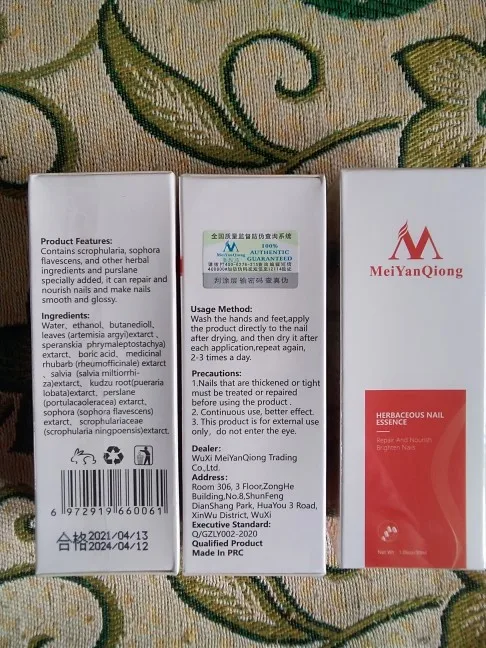 Product Features:
Contains scrophularia, sophora
flavescens, and other herbal
ingredients and purslane
specially added, it can repair and
nourish nails and make nails
smooth and glossy.
Ingredients:
Water, ethanol, butanedioll,
leaves (artemisia argyi)extarct 、
speranskia phrymaleptostachya)
extarct、boric acid、medicinal
rhubarb (rheumofficinale) extarct
、salvia (salvia miltiorrhi-
za)extarct、kudzu root(pueraria
lobata)extarct、perslane
(portulacaoleracea) extarct、
sophora (sophora flavescens)
extarct、scrophulariaceae
(scrophularia ningpoensis)extarct.
6 972919 660061
合格 2021/04/13
2024/04/12
全国质量监督防伪查询系统
100%
AUTHENTIC
GUARANTEED
MeiYanQiong
Usage Method:
Wash the hands and feet,apply
the product directly to the nail
after drying, and then dry it after
each application,repeat again,
2-3 times a day.
Precautions:
1.Nails that are thickened or tight
must be treated or repaired
before using the product .
2. Continuous use, better effect.
3. This product is for external use
only, do not enter the eye.
Dealer:
WuXi MeiYanQiong Trading
Co,Ltd.
Address:
Room 306, 3 Floor,ZongHe
Building,No.8,ShunFeng
DianShang Park, HuaYou 3 Road,
XinWu District, WuXi
Executive Standard:
Q/GZLY002-2020
Qualified Product
Made In PRC
MeiYanQiong
HERBACEOUS NAIL
ESSENCE
Repair And Nourish
Brighten Nails